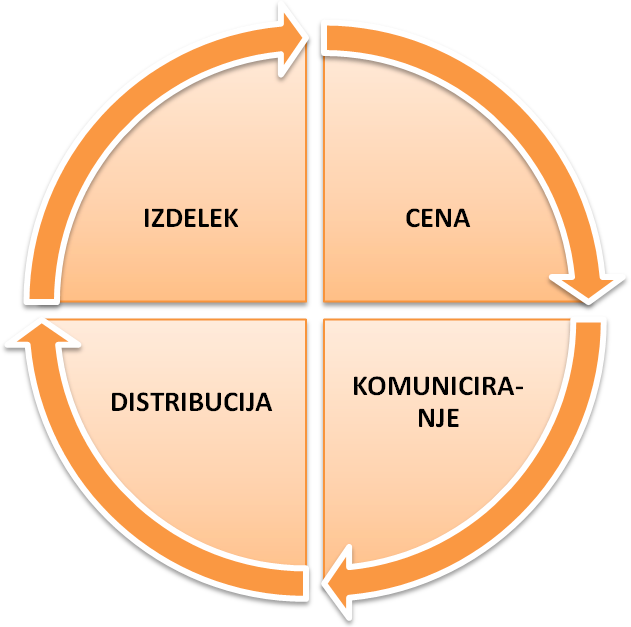 IZDELEK
CENA
DISTRIBUCIJA
KOMUNICIRA-
NJE